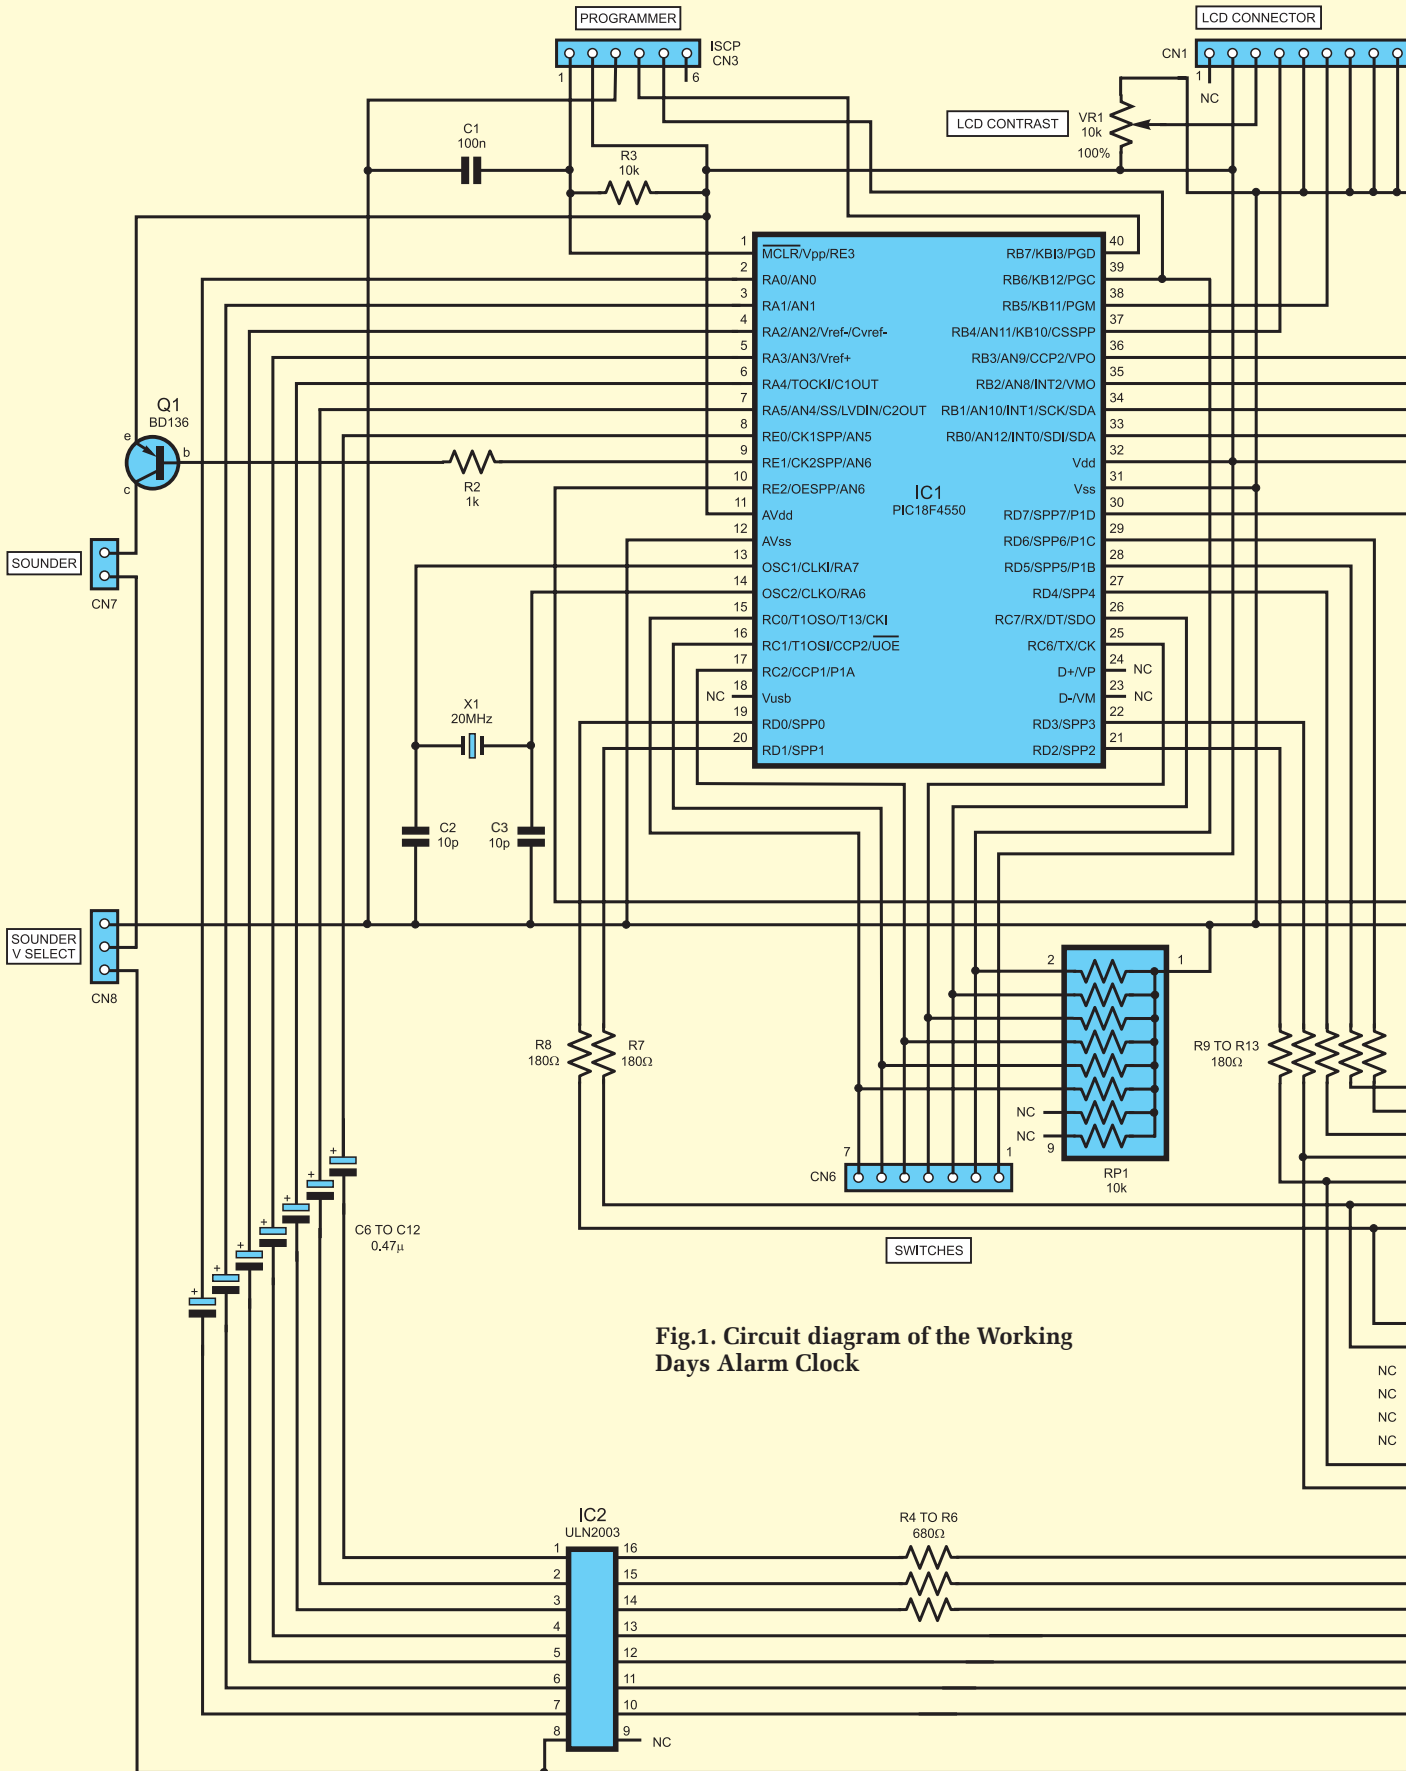 PROGRAMMER
ISCP
CN3
1
6
LCD CONNECTOR
CN1
1
NC
LCD CONTRAST
VR1
10k
100%
C1
100n
R3
10k
1
2
3
4
5
6
7
8
9
10
11
12
13
14
15
16
17
NC 18
19
20
MCLR/Vpp/RE3
RA0/AN0
RA1/AN1
RA2/AN2/Vref-/Cvref-
RA3/AN3/Vref+
RA4/TOCKI/C1OUT
RA5/AN4/SS/LVDIN/C2OUT
RE0/CK1SPP/AN5
RE1/CK2SPP/AN6
RE2/OESPP/AN6
AVdd
AVss
OSC1/CLKI/RA7
OSC2/CLKO/RA6
RC0/T1OSO/T13/CKI
RC1/T1OSI/CCP2/UOE
RC2/CCP1/P1A
Vusb
RD0/SPP0
RD1/SPP1
IC1
PIC18F4550
RB7/KBI3/PGD
RB6/KB12/PGC
RB5/KB11/PGM
RB4/AN11/KB10/CSSPP
RB3/AN9/CCP2/VPO
RB2/AN8/INT2/VMO
RB1/AN10/INT1/SCK/SDA
RB0/AN12/INT0/SDI/SDA
Vdd
Vss
RD7/SPP7/P1D
RD6/SPP6/P1C
RD5/SPP5/P1B
RD4/SPP4
RC7/RX/DT/SDO
RC6/TX/CK
D+/VP
D-/VM
RD3/SPP3
RD2/SPP2
40
39
38
37
36
35
34
33
32
31
30
29
28
27
26
25
24 NC
23 NC
22
21
Q1
BD136
e
b
c
R2
1k
SOUNDER
CN7
X1
20MHz
C2
10p
C3
10p
SOUNDER
V SELECT
CN8
R8
180Ω
R7
180Ω
2
1
NC
NC
9
RP1
10k
R9 TO R13
180Ω
7
1
CN6
SWITCHES
+
+
+
+
+
+
+
C6 TO C12
0.47µ
Fig.1. Circuit diagram of the Working
Days Alarm Clock
NC
NC
NC
NC
IC2
ULN2003
1
2
3
4
5
6
7
8
16
15
14
13
12
11
10
9
NC
R4 TO R6
680Ω